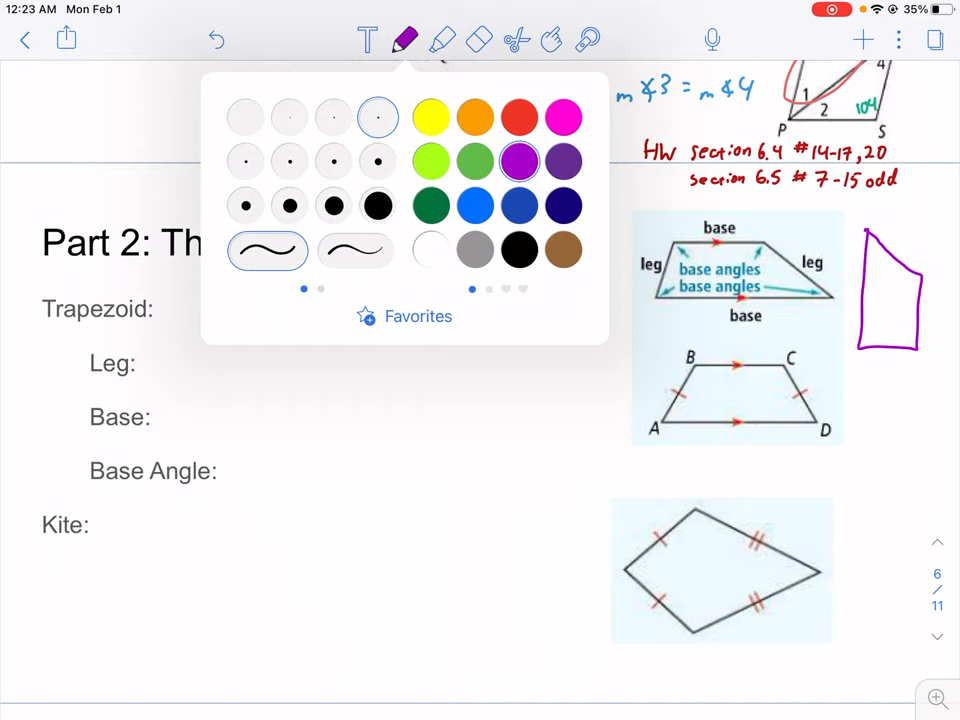 12:23 AM Mon Feb 1
35%
T
m∡3 = m∡4
1
2
4
104
P
S
HW section 6.4 #14-17, 20
section 6.5 # 7-15 odd
Part 2: Th
Trapezoid:
Leg:
Base:
Base Angle:
Kite:
Favorites
base
leg
leg
base angles
base angles
base
B
C
A
D
6
/
11